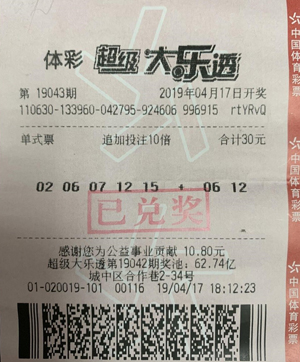 体彩 超级大乐透
第 19043期 2019年04月17日开奖
110630-133960-042795-924606 996915 rtYRvQ
单式票 追加投注10倍 合计30元
02 06 07 12 15 + 06 12
已兑奖
感谢您为公益事业贡献 10.80元
超级大乐透第19042期奖池: 62.74亿
城中区合作巷2-34号
01-020019-101 00116 19/04/17 18:12:23
中国体育彩票
中国体育彩票